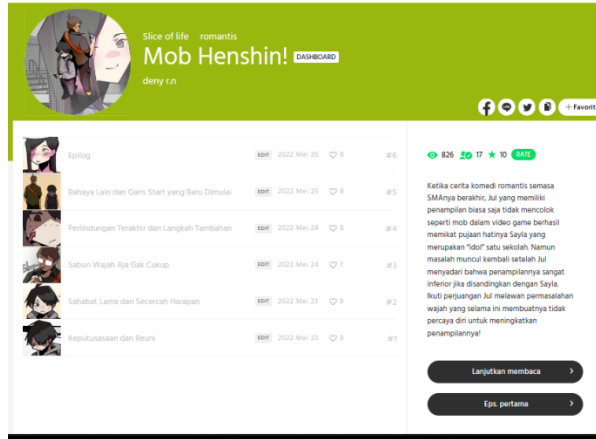 Slice of life romantis
Mob Henshin! DASHBOARD
deny r.n
+ Favorit
Epilog EDIT 2022 Mei 25 8 #6
Bahaya Lain dan Garis Start yang Baru Dimulai EDIT 2022 Mei 25 8 #5
Perlindungan Terakhir dan Langkah Tambahan EDIT 2022 Mei 24 8 #4
Sabun Wajah Aja Gak Cukup EDIT 2022 Mei 24 7 #3
Sahabat Lama dan Secercah Harapan EDIT 2022 Mei 23 8 #2
Keputusasaan dan Reuni EDIT 2022 Mei 23 9 #1
826 17 10 RATE
Ketika cerita komedi romantis semasa
SMAnya berakhir, Jul yang memiliki
penampilan biasa saja tidak mencolok
seperti mob dalam video game berhasil
memikat pujaan hatinya Sayla yang
merupakan "idol" satu sekolah. Namun
masalah muncul kembali setelah Jul
menyadari bahwa penampilannya sangat
inferior jika disandingkan dengan Sayla.
Ikuti perjuangan Jul melawan permasalahan
wajah yang selama ini membuatnya tidak
percaya diri untuk meningkatkan
penampilannya!
Lanjutkan membaca
Eps. pertama